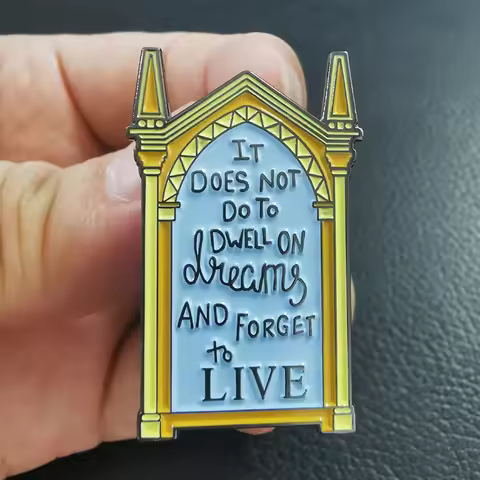 IT
DOES NOT
DO TO
DWELL ON
dreams
AND FORGET
to
LIVE